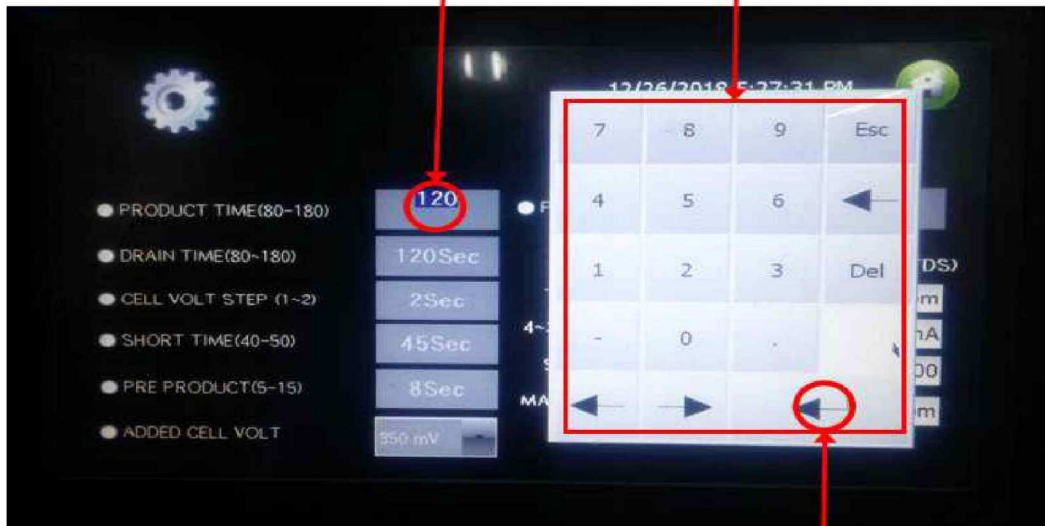 12/26/2018 5:27:31 PM
PRODUCT TIME(80-180)
120
DRAIN TIME(80~180)
120Sec
CELL VOLT STEP (1~2)
2Sec
SHORT TIME(40-50)
45Sec
PRE PRODUCT(5-15)
8Sec
ADDED CELL VOLT
350 mV
7 8 9 Esc
4 5 6
1 2 3 Del
- 0 .